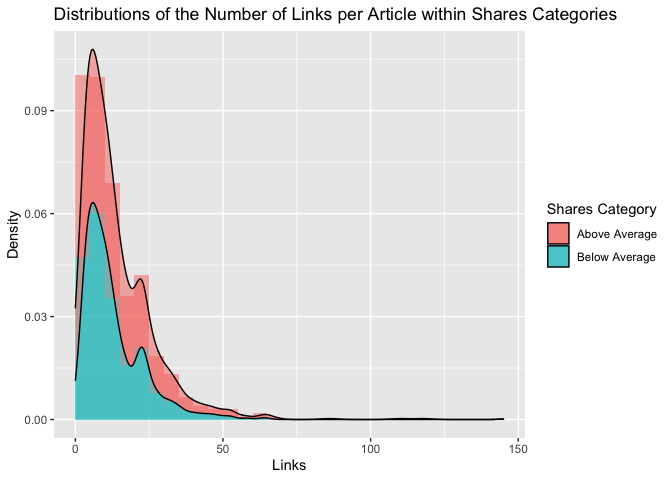 Distributions of the Number of Links per Article within Shares Categories
0.09
0.06
0.03
0.00
Density
0
50
100
150
Links
Shares Category
Above Average
Below Average